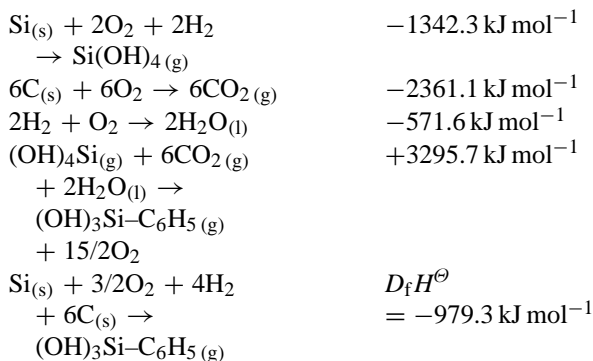 Si(s) + 2O₂ + 2H₂ −1342.3 kJ mol⁻¹
→ Si(OH)₄ (g)
6C(s) + 6O₂ → 6CO₂ (g) −2361.1 kJ mol⁻¹
2H₂ + O₂ → 2H₂O(l) −571.6 kJ mol⁻¹
(OH)₄Si(g) + 6CO₂ (g) +3295.7 kJ mol⁻¹
+ 2H₂O(l) →
(OH)₃Si–C₆H₅ (g)
+ 15/2O₂
Si(s) + 3/2O₂ + 4H₂ DfH^Θ
+ 6C(s) → = −979.3 kJ mol⁻¹
(OH)₃Si–C₆H₅ (g)